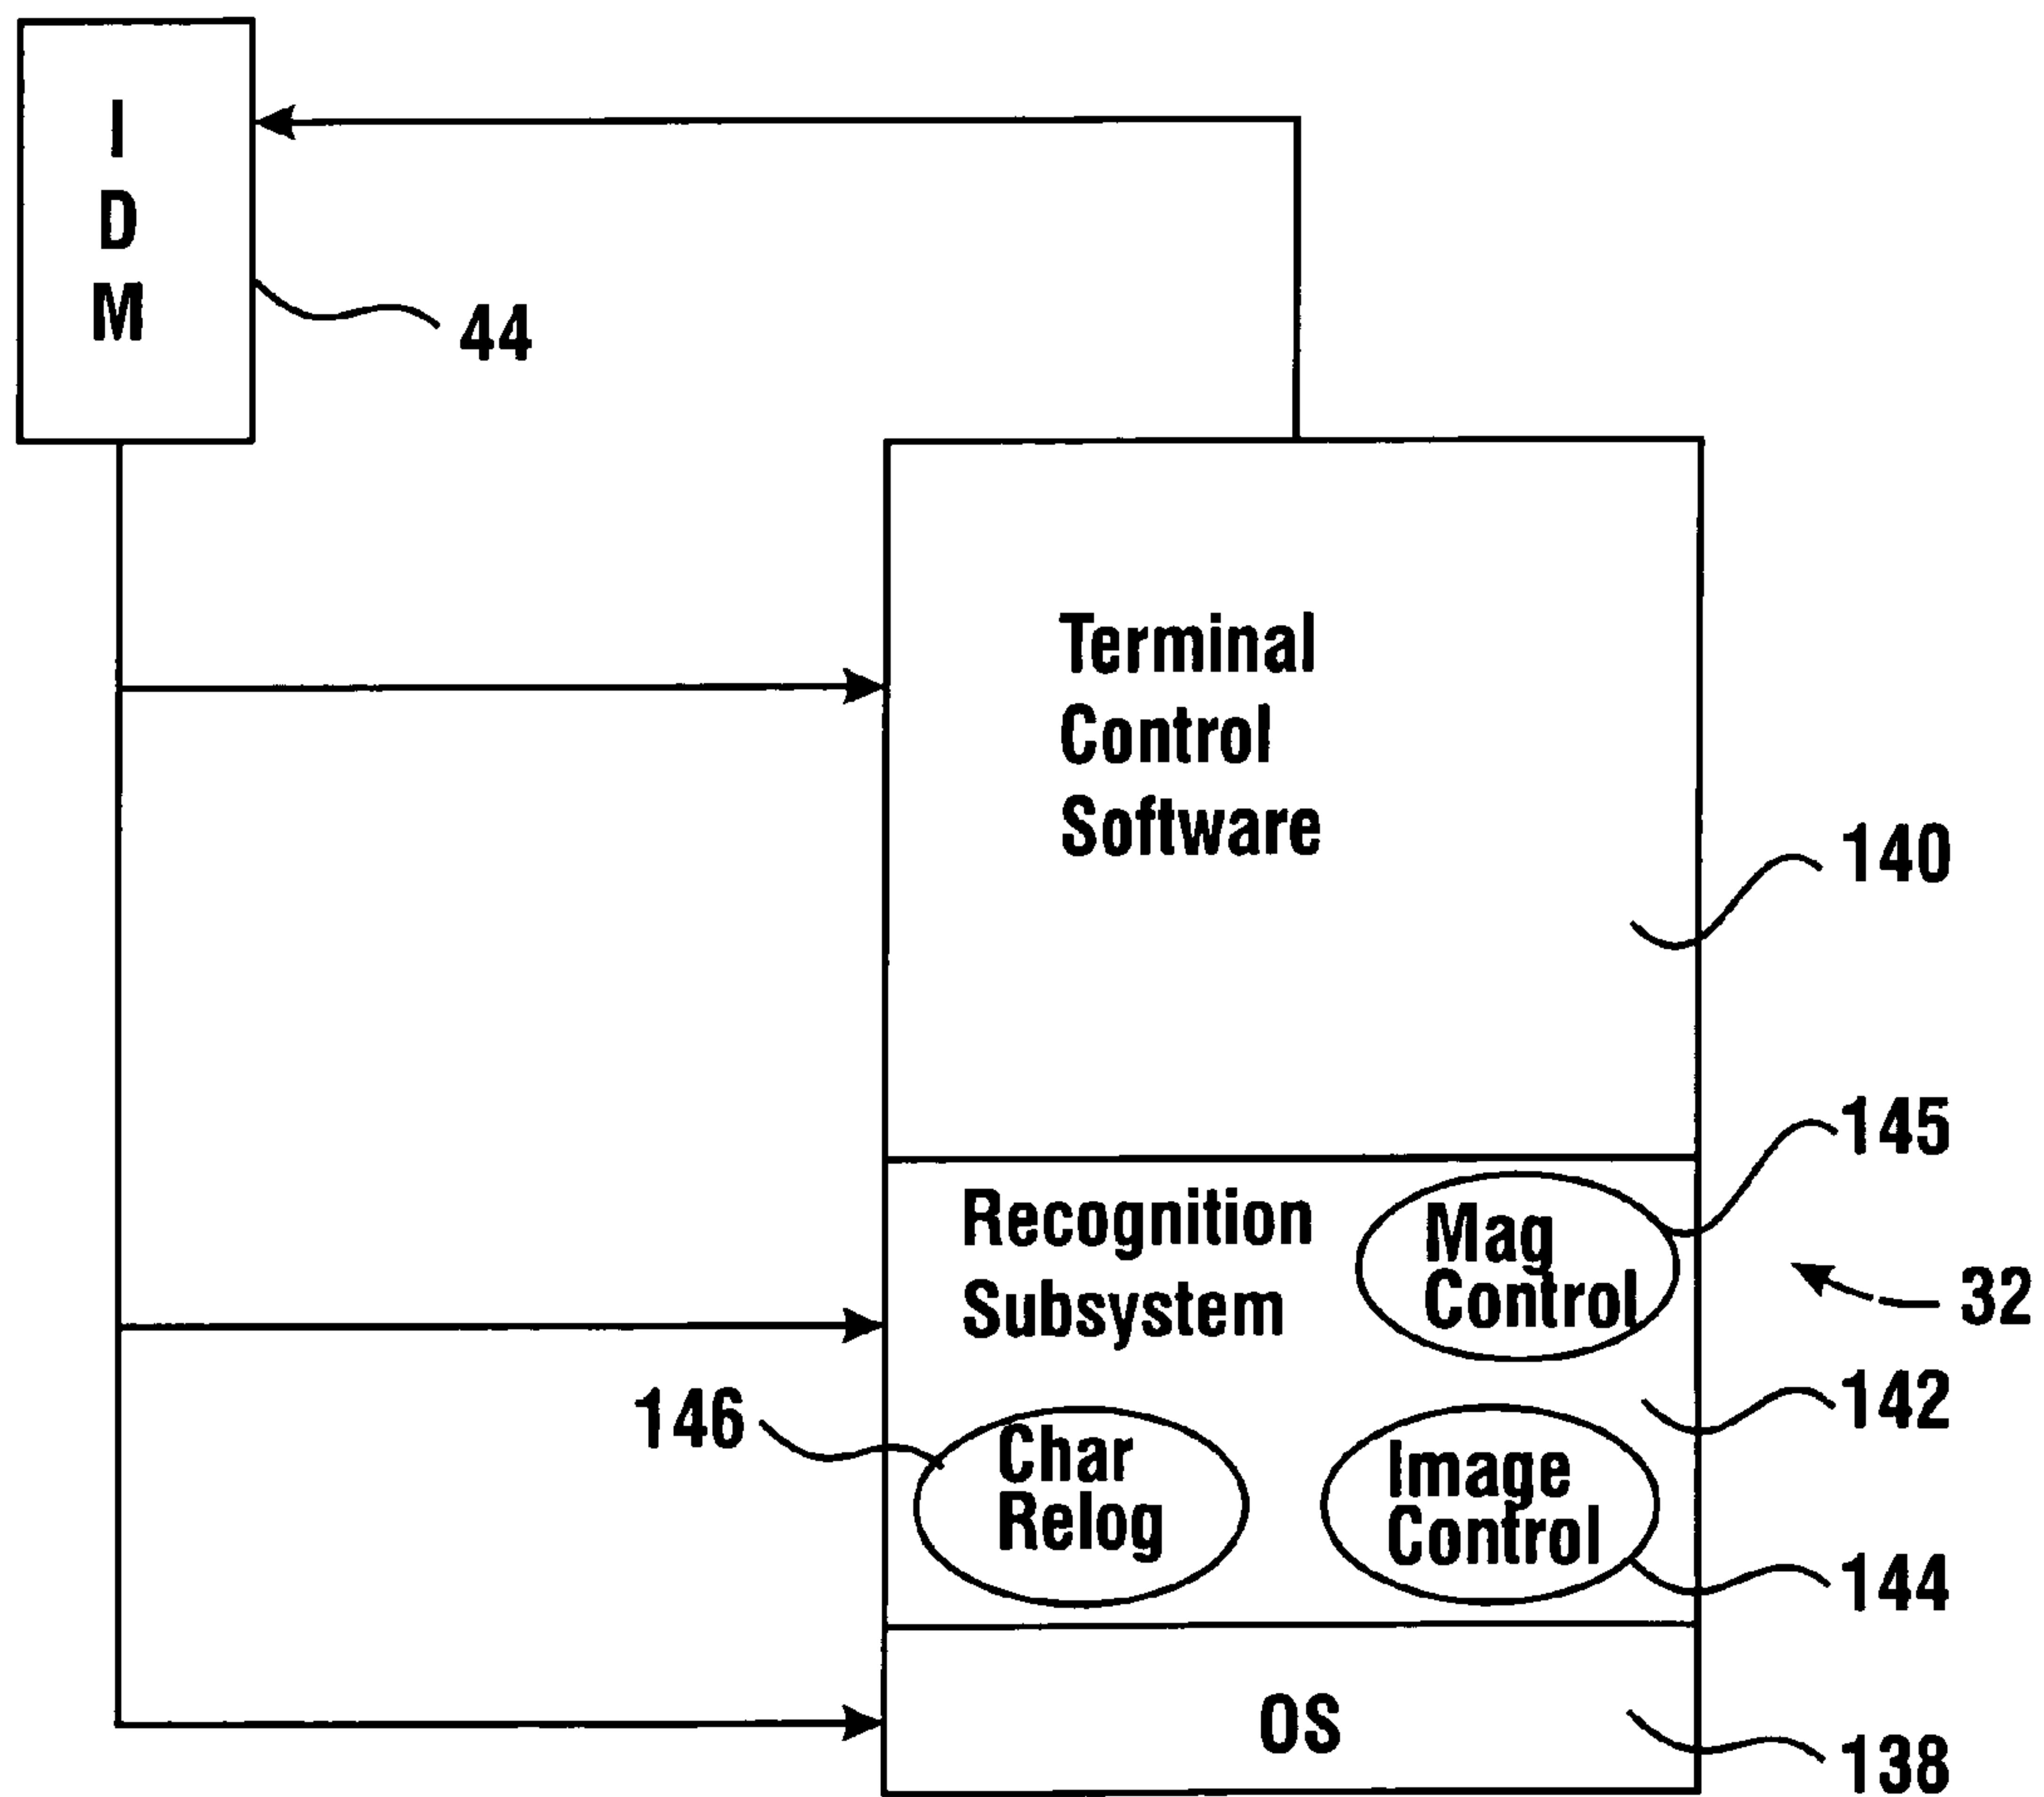 I
D
M
44
Terminal
Control
Software
140
145
Recognition
Subsystem
Mag
Control
32
142
146
Char
Relog
Image
Control
144
OS
138